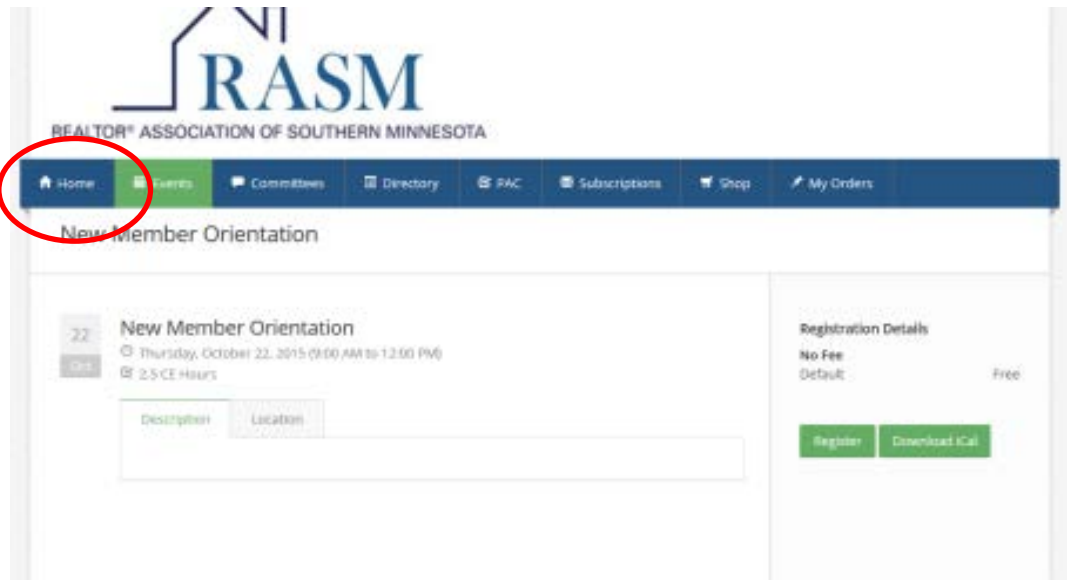 RASM
REALTOR® ASSOCIATION OF SOUTHERN MINNESOTA
Home Events Committees Directory PAC Subscriptions Shop My Orders
New Member Orientation
22
Oct
New Member Orientation
Thursday, October 22, 2015 (9:00 AM to 12:00 PM)
2.5 CE Hours
Description Location
Registration Details
No Fee
Default Free
Register Download iCal